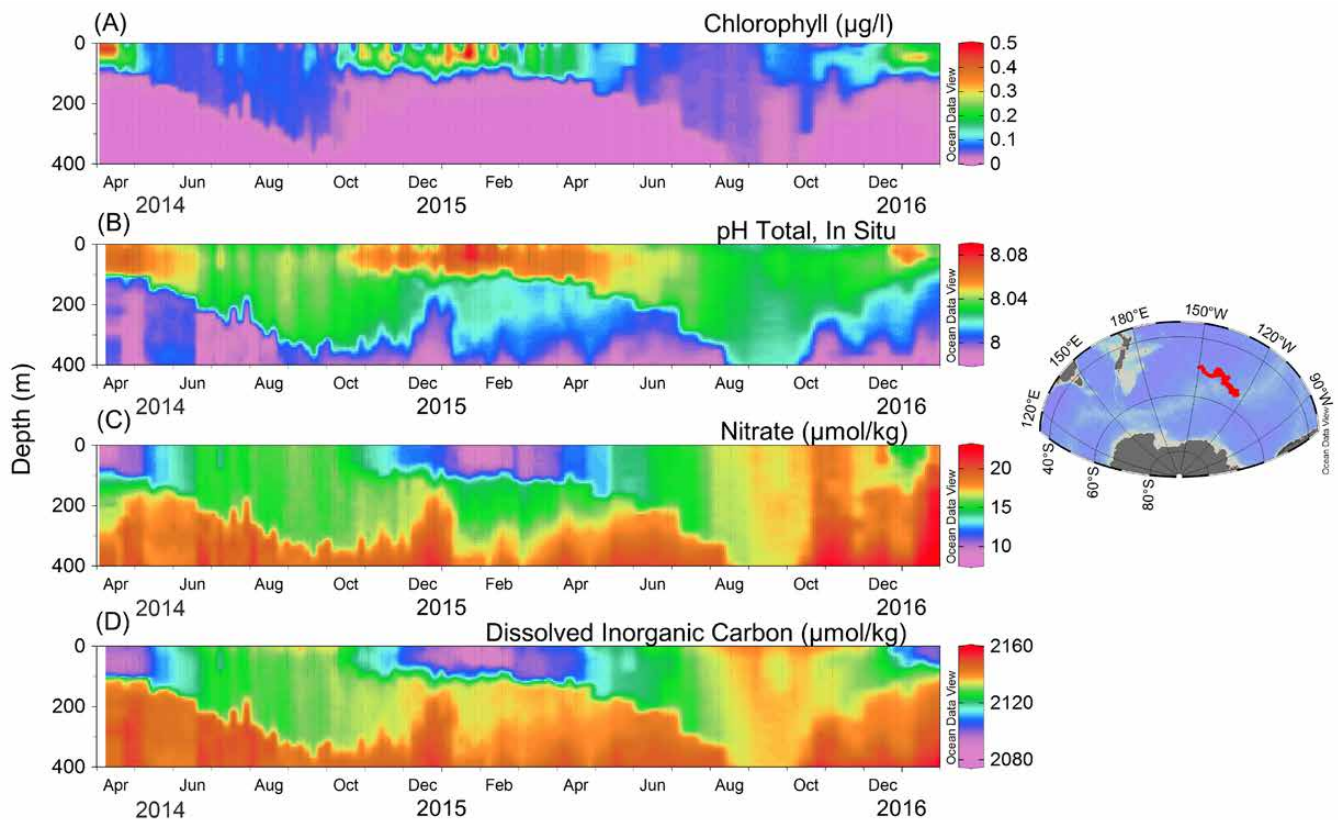 (A) Chlorophyll (µg/l)
0
200
400
0.5
0.4
0.3
0.2
0.1
0
Ocean Data View
Apr Jun Aug Oct Dec Feb Apr Jun Aug Oct Dec
2014 2015 2016
(B) pH Total, In Situ
0
200
400
8.08
8.04
8
Ocean Data View
Apr Jun Aug Oct Dec Feb Apr Jun Aug Oct Dec
2014 2015 2016
Depth (m)
(C) Nitrate (µmol/kg)
0
200
400
20
15
10
Ocean Data View
Apr Jun Aug Oct Dec Feb Apr Jun Aug Oct Dec
2014 2015 2016
(D) Dissolved Inorganic Carbon (µmol/kg)
0
200
400
2160
2120
2080
Ocean Data View
Apr Jun Aug Oct Dec Feb Apr Jun Aug Oct Dec
2014 2015 2016
120°E
150°E
180°E
150°W
120°W
90°W
40°S
60°S
80°S
Ocean Data View